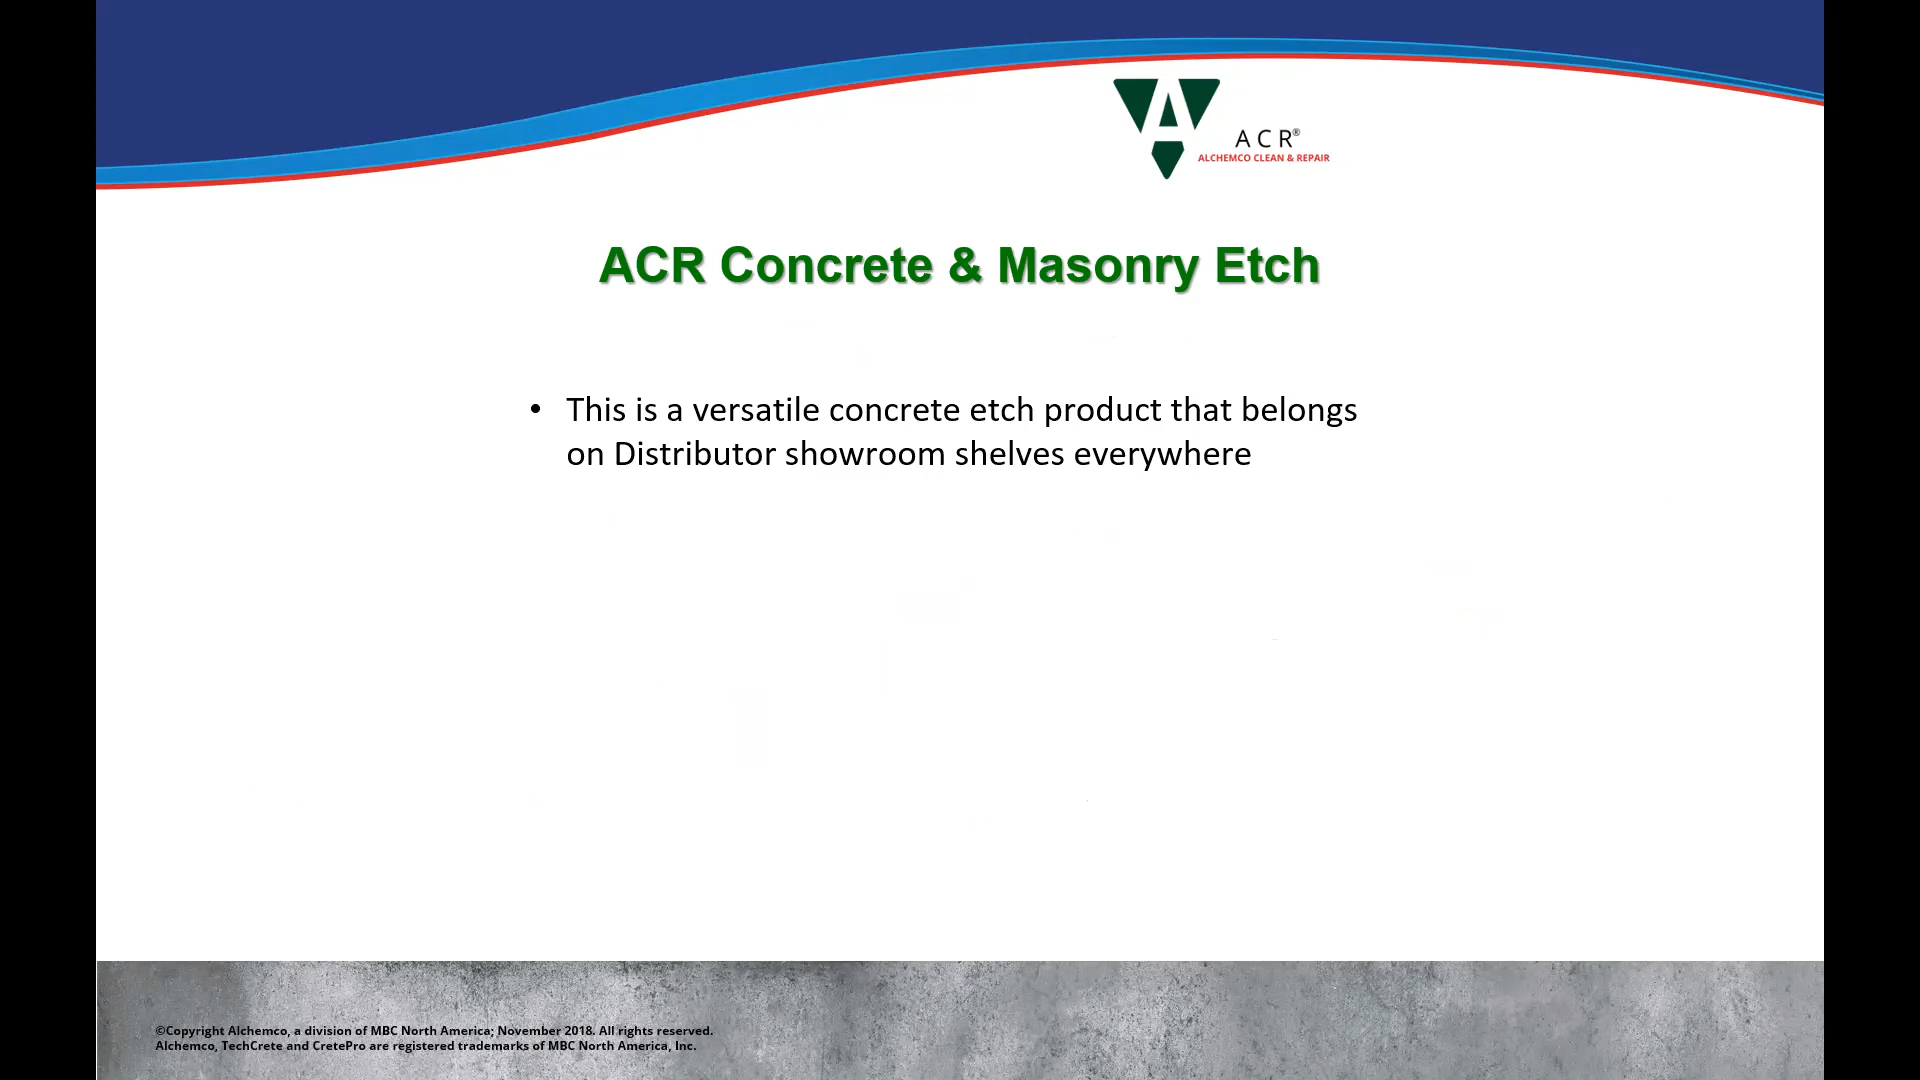 A C R®
ALCHEMCO CLEAN & REPAIR
ACR Concrete & Masonry Etch
• This is a versatile concrete etch product that belongs
on Distributor showroom shelves everywhere
©Copyright Alchemco, a division of MBC North America; November 2018. All rights reserved.
Alchemco, TechCrete and CretePro are registered trademarks of MBC North America, Inc.